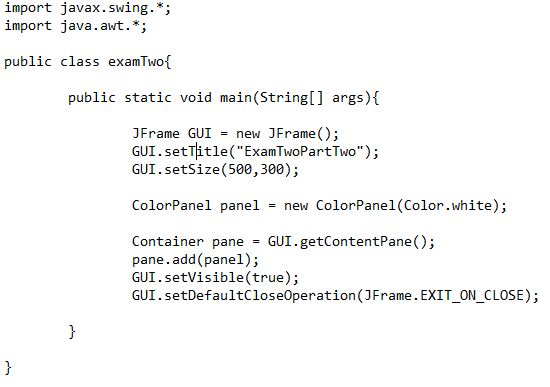 import javax.swing.*;
import java.awt.*;
public class examTwo{
public static void main(String[] args){
JFrame GUI = new JFrame();
GUI.setTitle("ExamTwoPartTwo");
GUI.setSize(500,300);
ColorPanel panel = new ColorPanel(Color.white);
Container pane = GUI.getContentPane();
pane.add(panel);
GUI.setVisible(true);
GUI.setDefaultCloseOperation(JFrame.EXIT_ON_CLOSE);
}
}